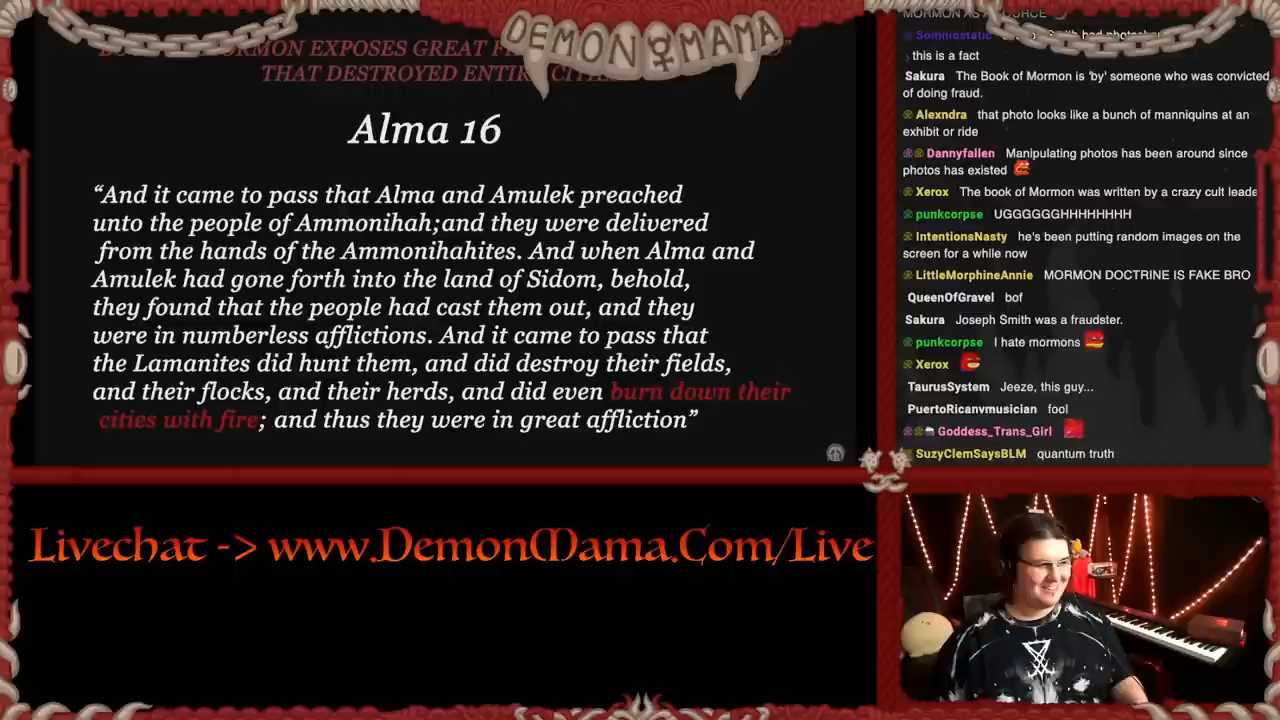 DEMON MAMA
THAT DESTROYED
Alma 16
“And it came to pass that Alma and Amulek preached
unto the people of Ammonihah;and they were delivered
from the hands of the Ammonihahites. And when Alma and
Amulek had gone forth into the land of Sidom, behold,
they found that the people had cast them out, and they
were in numberless afflictions. And it came to pass that
the Lamanites did hunt them, and did destroy their fields,
and their flocks, and their herds, and did even burn down their
cities with fire; and thus they were in great affliction”
Livechat -> www.DemonMama.Com/Live
Somniostatic
this is a fact
Sakura The Book of Mormon is 'by' someone who was convicted
of doing fraud.
Alexndra that photo looks like a bunch of manniquins at an
exhibit or ride
Dannyfallen Manipulating photos has been around since
photos has existed
Xerox The book of Mormon was written by a crazy cult leade
punkcorpse UGGGGGGHHHHHHHH
IntentionsNasty he's been putting random images on the
screen for a while now
LittleMorphineAnnie MORMON DOCTRINE IS FAKE BRO
QueenOfGravel bof
Sakura Joseph Smith was a fraudster.
punkcorpse I hate mormons
Xerox
TaurusSystem Jeeze, this guy...
PuertoRicanvmusician fool
Goddess_Trans_Girl
SuzyClemSaysBLM quantum truth